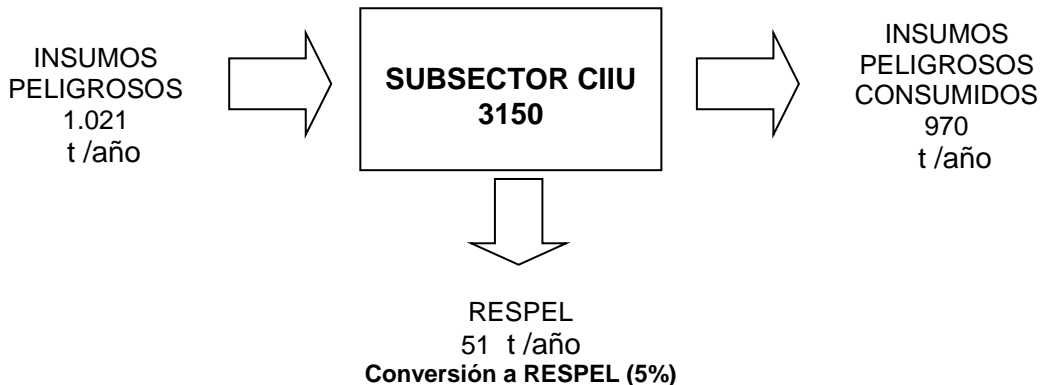 INSUMOS
PELIGROSOS
1.021
t /año
SUBSECTOR CIIU
3150
INSUMOS
PELIGROSOS
CONSUMIDOS
970
t /año
RESPEL
51 t /año
Conversión a RESPEL (5%)